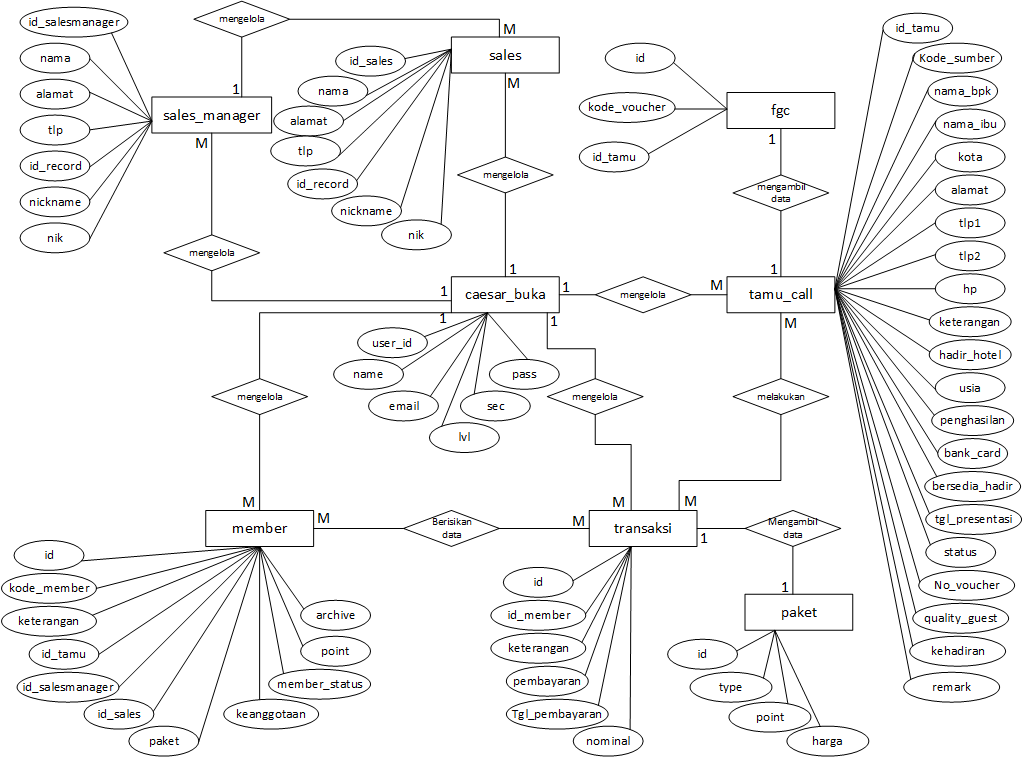 id_salesmanager
nama
alamat
tlp
id_record
nickname
nik
mengelola
M
1
sales_manager
M
sales
M
id_sales
nama
alamat
tlp
id_record
nickname
nik
mengelola
1
mengelola
1
id
kode_voucher
id_tamu
fgc
1
mengambil
data
1
id_tamu
Kode_sumber
nama_bpk
nama_ibu
kota
alamat
tlp1
tlp2
hp
keterangan
hadir_hotel
usia
penghasilan
bank_card
bersedia_hadir
tgl_presentasi
status
No_voucher
quality_guest
kehadiran
remark
caesar_buka
1
mengelola
M
tamu_call
M
1
1
user_id
name
email
lvl
sec
pass
mengelola
mengelola
melakukan
M
M
M
member
M
Berisikan
data
M
transaksi
1
Mengambil
data
1
paket
id
kode_member
keterangan
id_tamu
id_salesmanager
id_sales
paket
keanggotaan
member_status
point
archive
id
id_member
keterangan
pembayaran
Tgl_pembayaran
nominal
id
type
point
harga